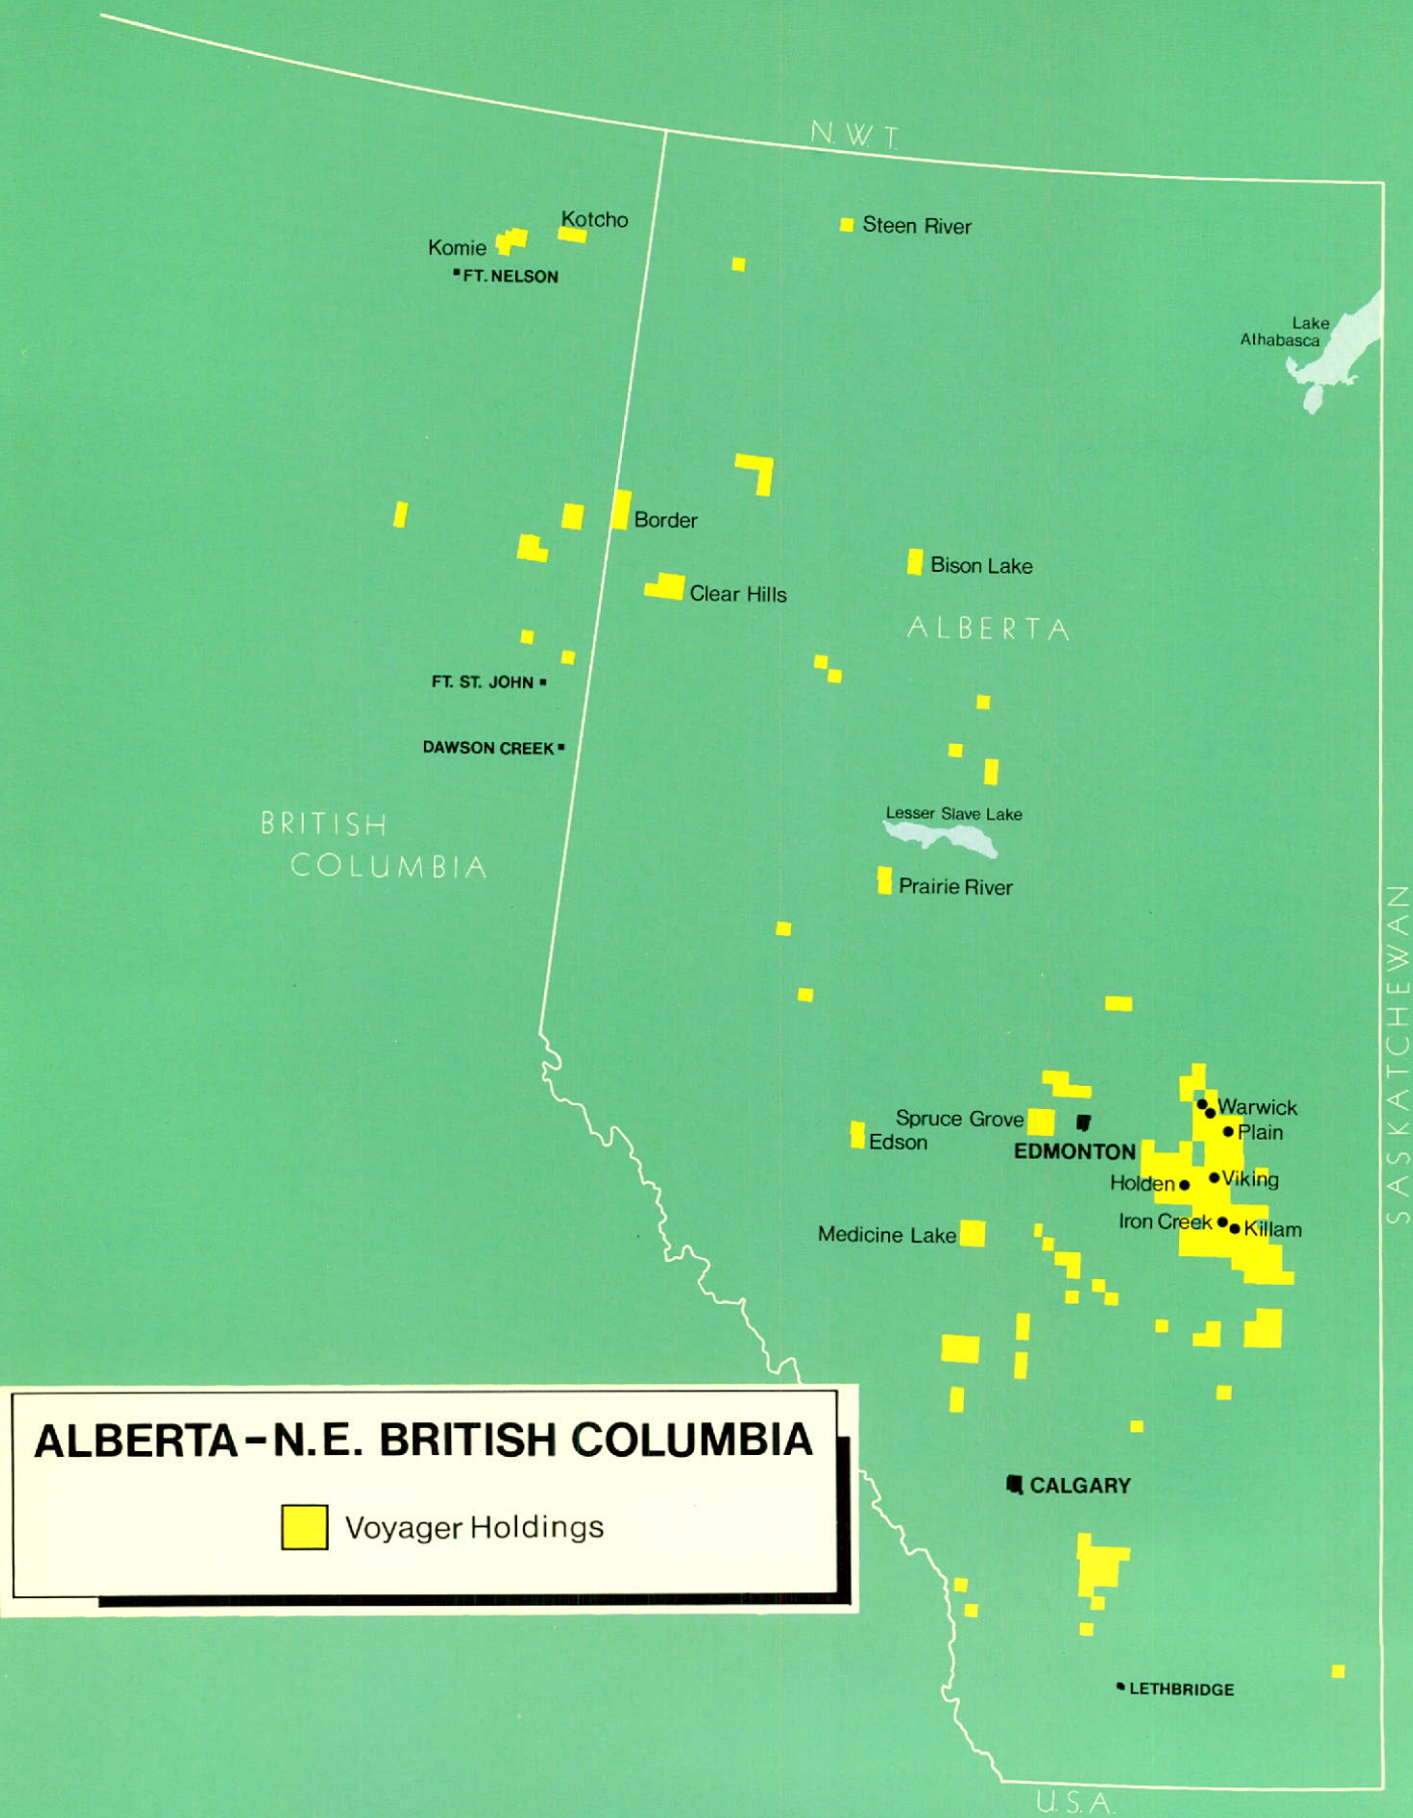 N.W.T.
Kotcho
Steen River
Komie
FT. NELSON
Lake
Athabasca
Border
Bison Lake
Clear Hills
ALBERTA
FT. ST. JOHN
DAWSON CREEK
Lesser Slave Lake
BRITISH
COLUMBIA
Prairie River
SASKATCHEWAN
Warwick
Spruce Grove
Plain
Edson
EDMONTON
Viking
Holden
Iron Creek
Killam
Medicine Lake
ALBERTA-N.E. BRITISH COLUMBIA
CALGARY
Voyager Holdings
LETHBRIDGE
U.S.A.